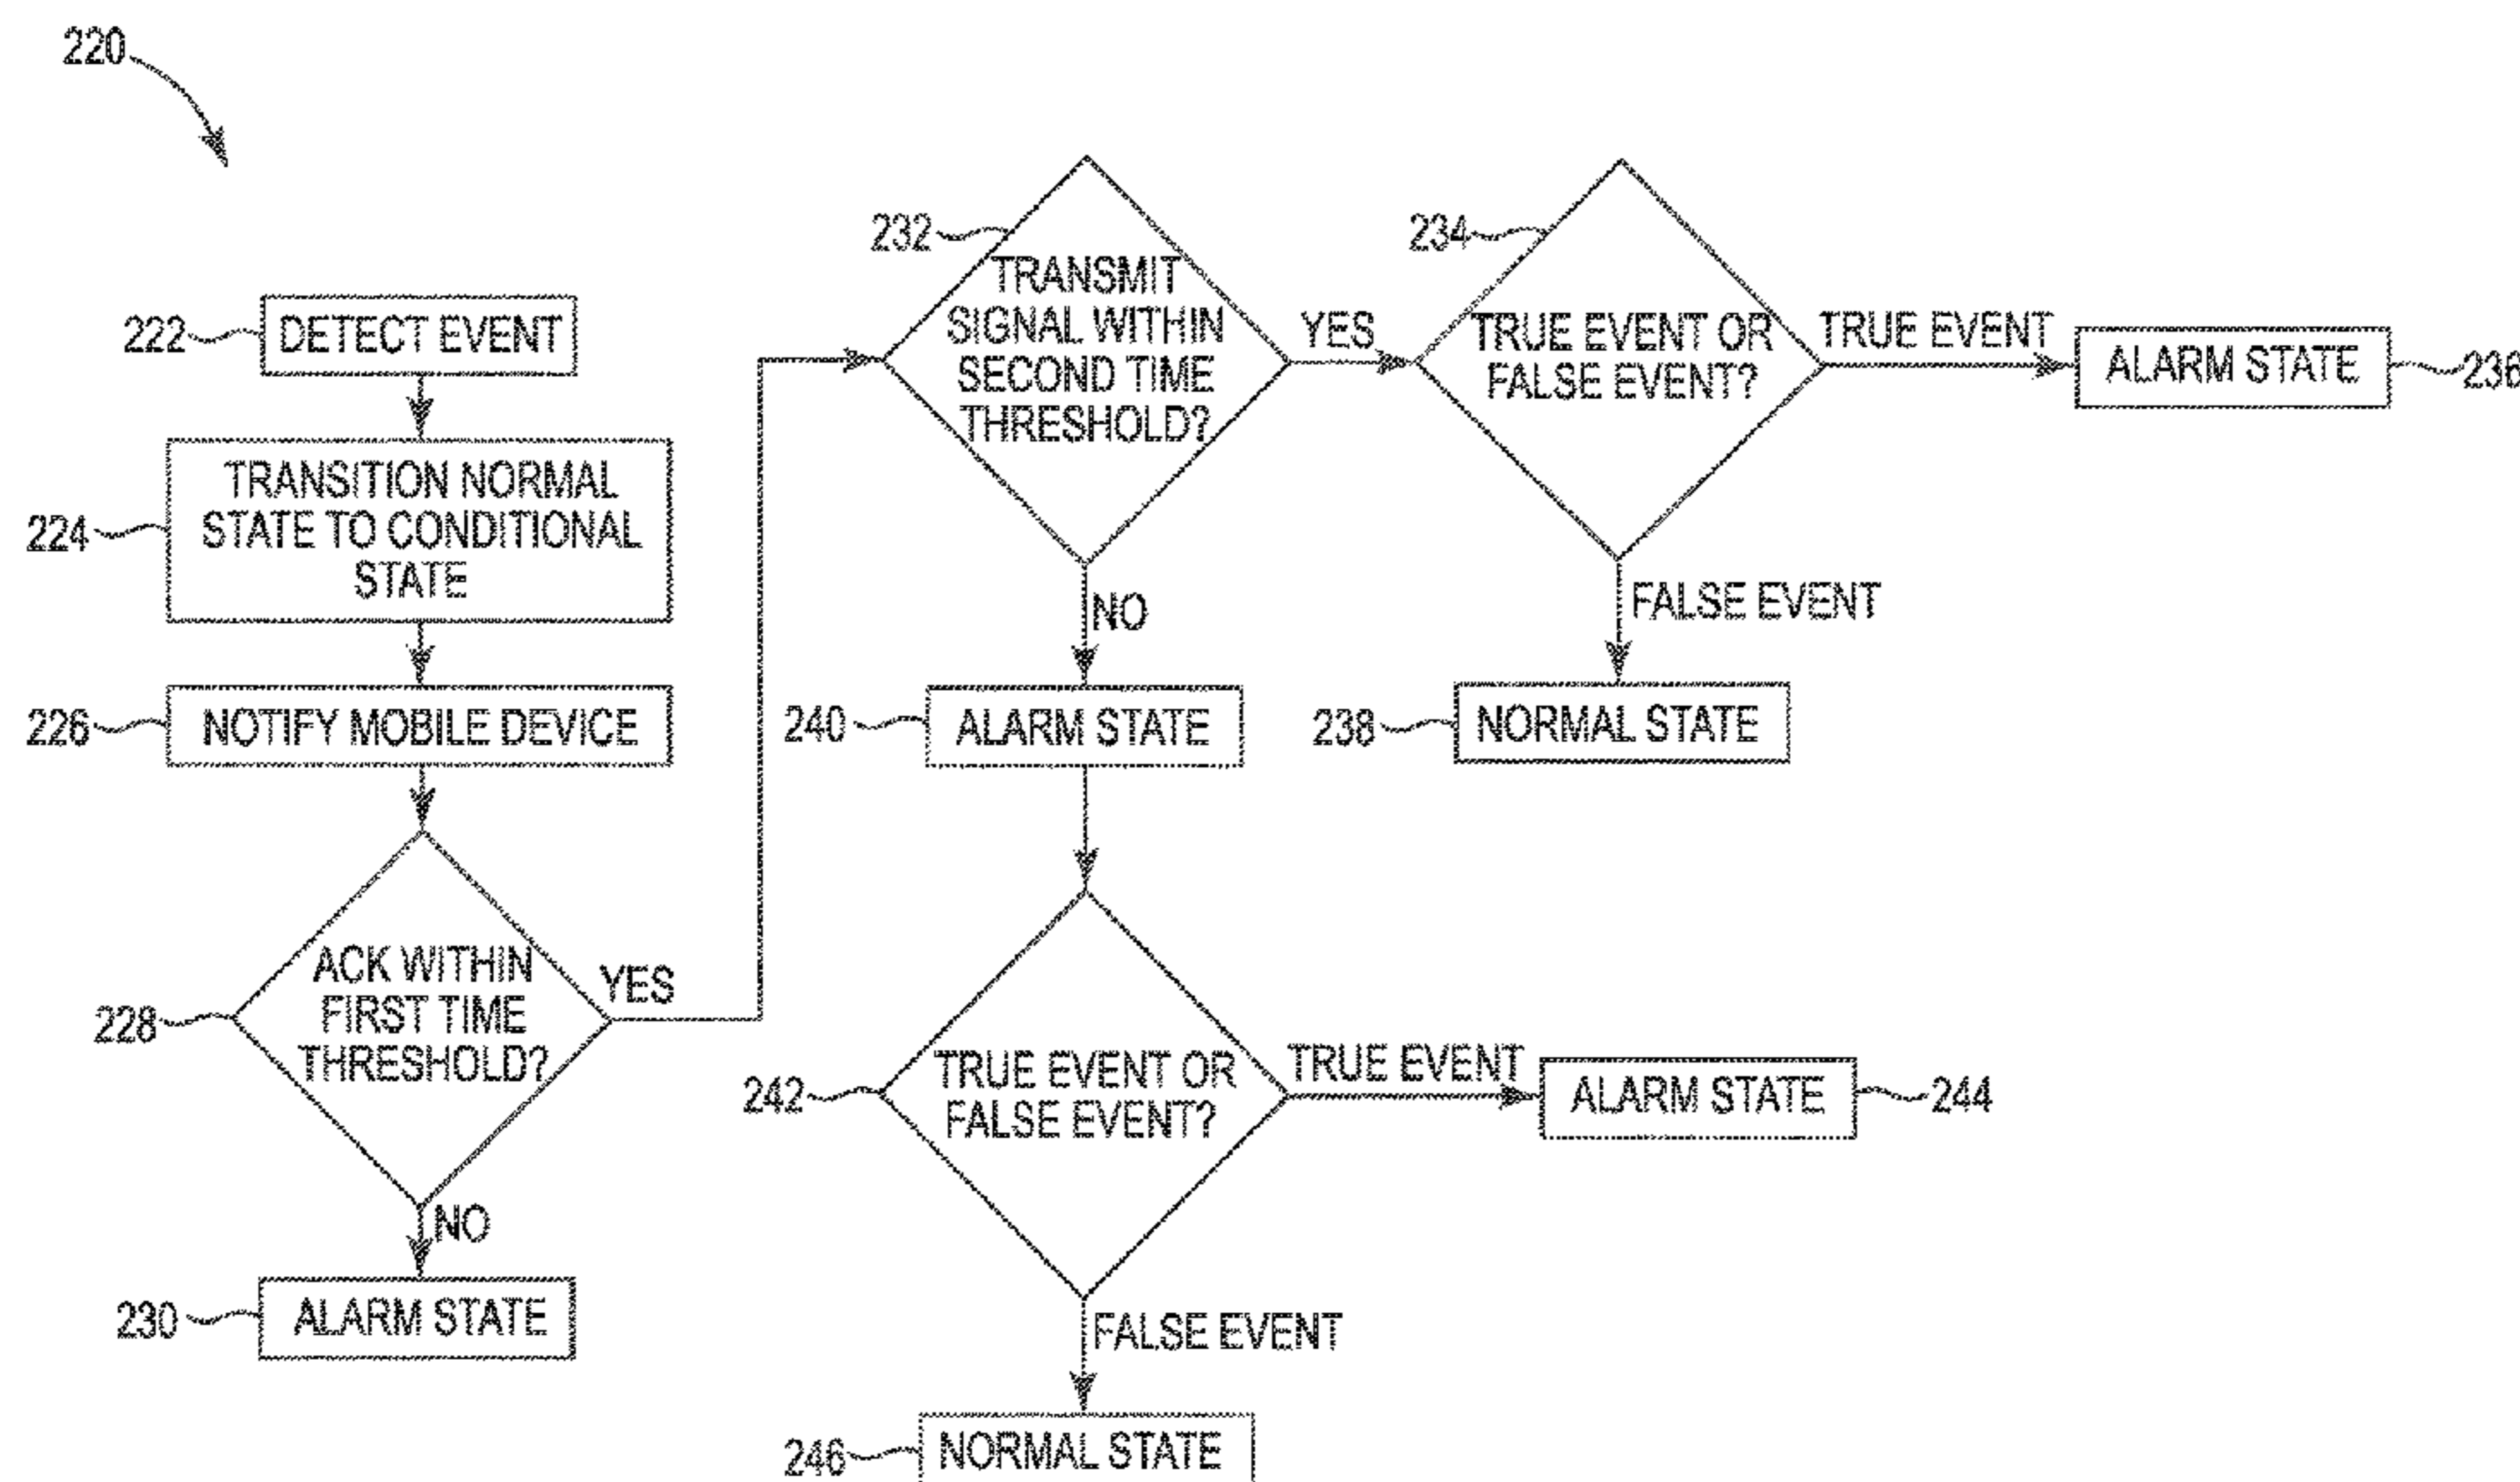 220
222
DETECT EVENT
224
TRANSITION NORMAL
STATE TO CONDITIONAL
STATE
226
NOTIFY MOBILE DEVICE
228
ACK WITHIN
FIRST TIME
THRESHOLD?
YES
NO
230
ALARM STATE
232
TRANSMIT
SIGNAL WITHIN
SECOND TIME
THRESHOLD?
YES
NO
234
TRUE EVENT OR
FALSE EVENT?
TRUE EVENT
ALARM STATE
236
FALSE EVENT
238
NORMAL STATE
240
ALARM STATE
242
TRUE EVENT OR
FALSE EVENT?
TRUE EVENT
ALARM STATE
244
FALSE EVENT
246
NORMAL STATE